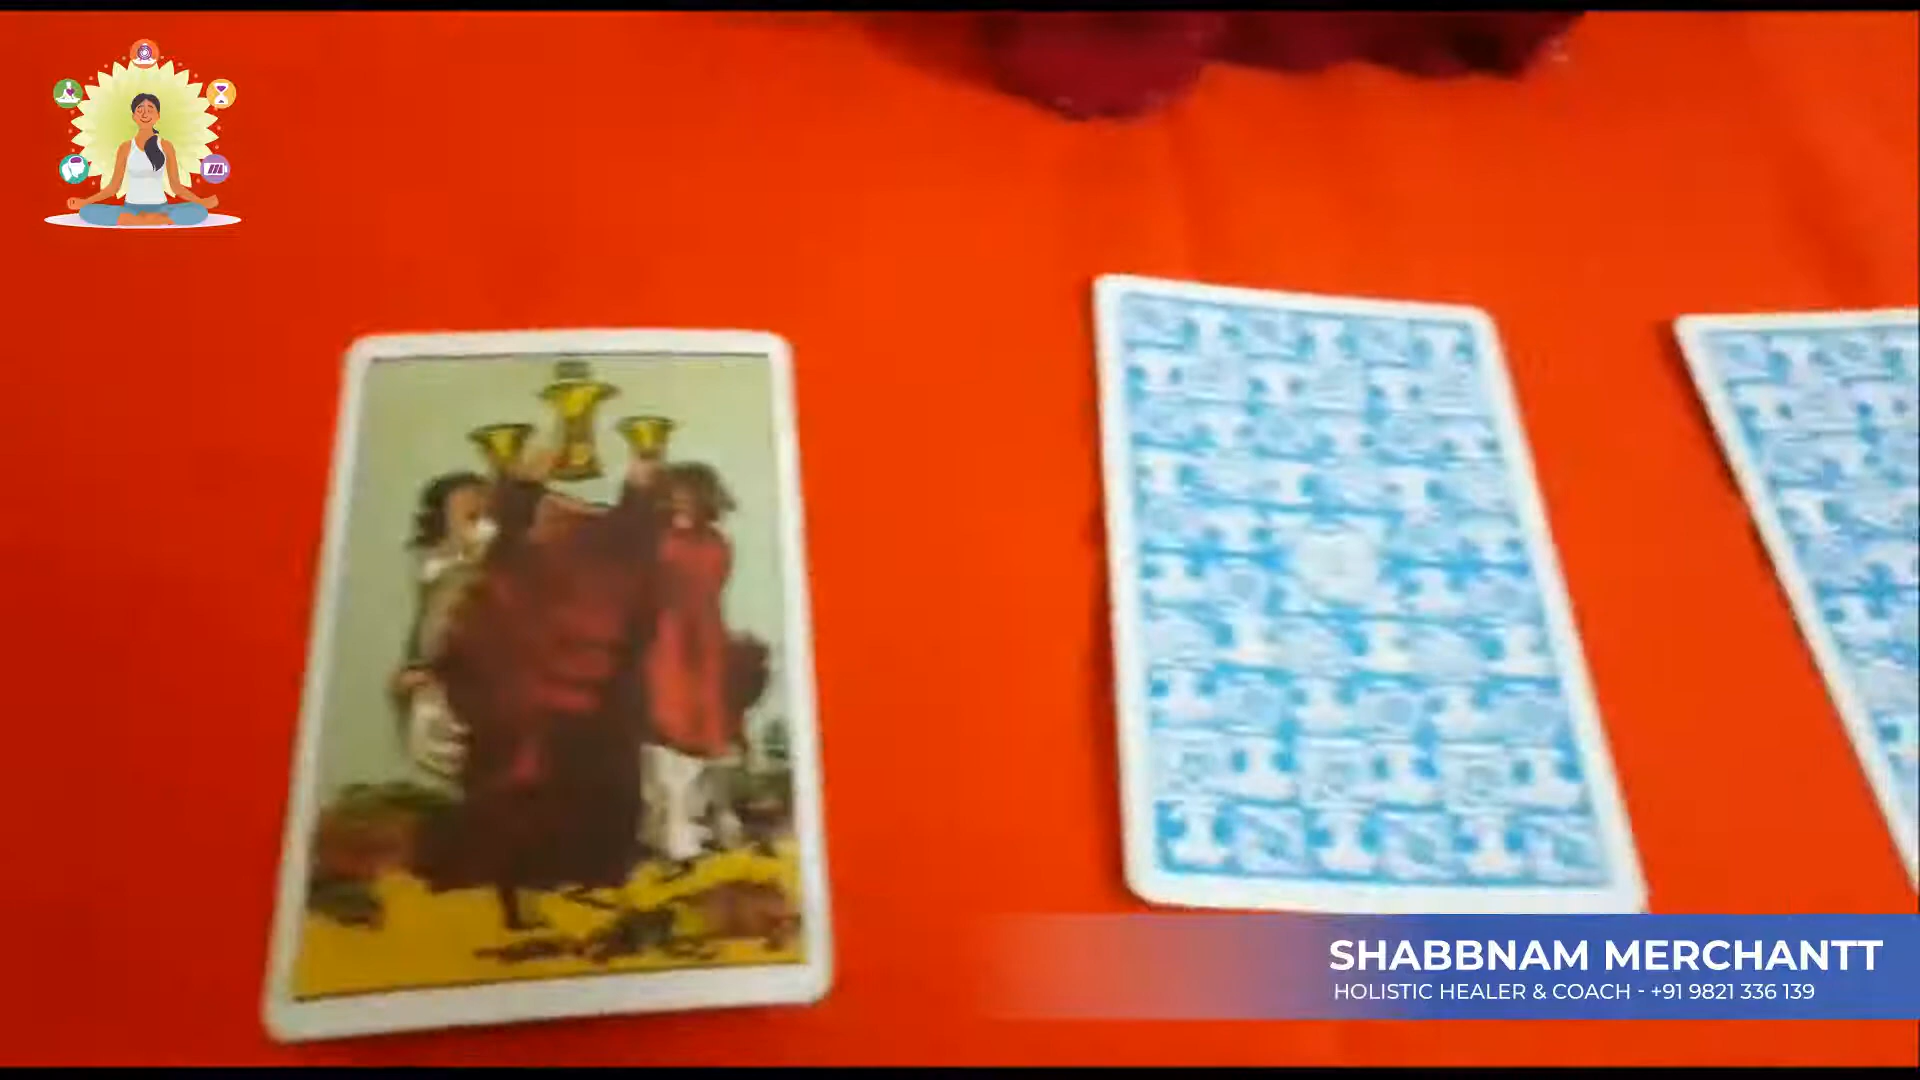 SHABBNAM MERCHANTT
HOLISTIC HEALER & COACH - +91 9821 336 139